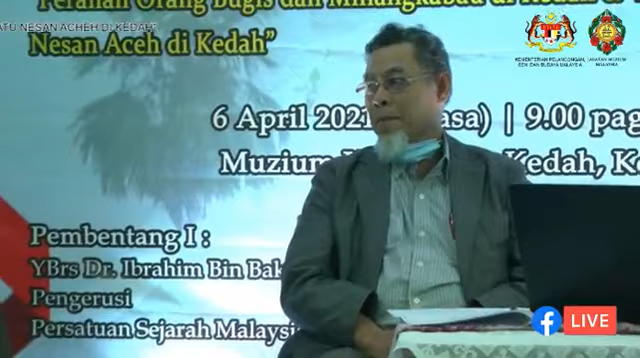 "Peranan Orang Bugis dan Minangkabau di Kedah &
ATU NESAN ACHEH DI KEDAH"
Nesan Aceh di Kedah"
KEMENTERIAN PELANCONGAN,
SENI DAN BUDAYA MALAYSIA
JABATAN MUZIUM
MALAYSIA
6 April 2021 asa) | 9.00 pag
Muzium Kedah, K
Pembentang I :
YBrs Dr. Ibrahim Bin Bak
Pengerusi
Persatuan Sejarah Malaysi
LIVE